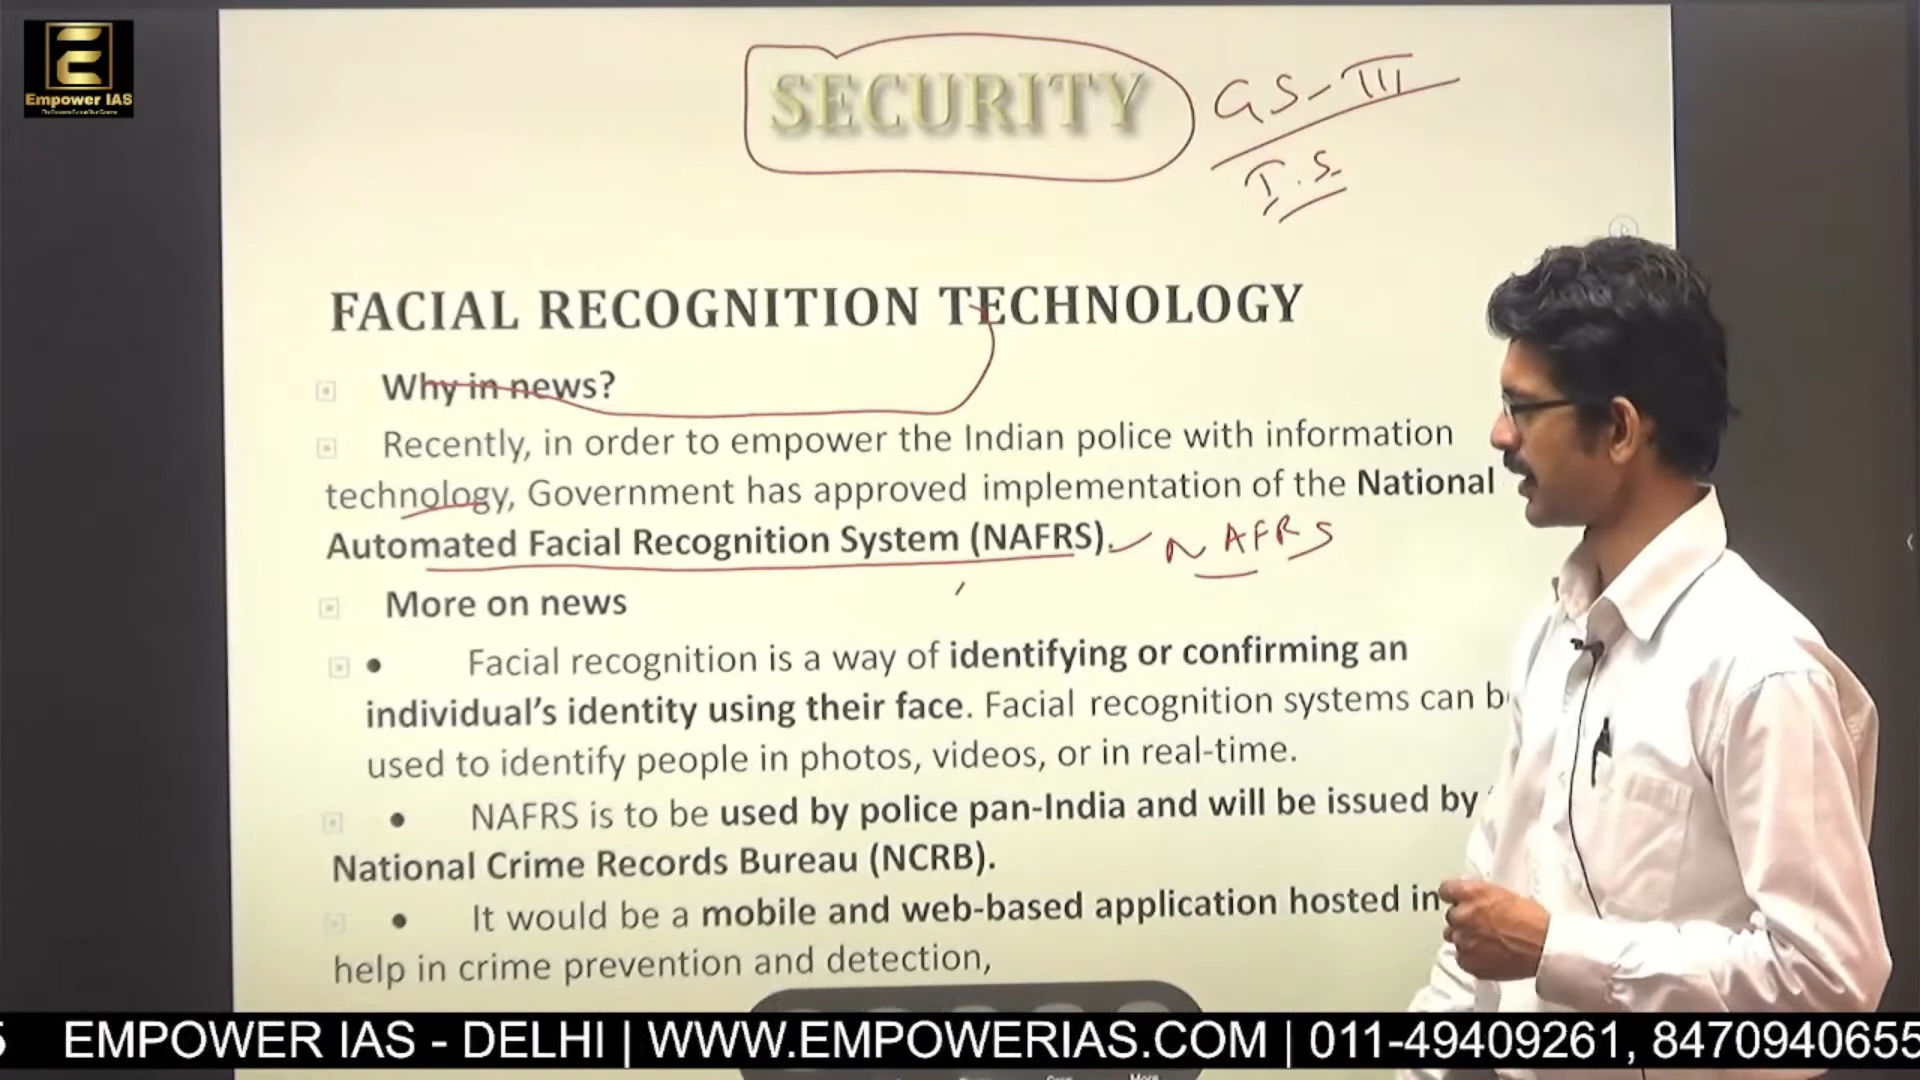 Empower IAS
SECURITY
GS-III
I.S.
FACIAL RECOGNITION TECHNOLOGY
Why in news?
Recently, in order to empower the Indian police with information
technology, Government has approved implementation of the National
Automated Facial Recognition System (NAFRS).
NAFRS
More on news
• Facial recognition is a way of identifying or confirming an
individual's identity using their face. Facial recognition systems can b
used to identify people in photos, videos, or in real-time.
• NAFRS is to be used by police pan-India and will be issued by
National Crime Records Bureau (NCRB).
• It would be a mobile and web-based application hosted in
help in crime prevention and detection,
5 EMPOWER IAS - DELHI | WWW.EMPOWERIAS.COM | 011-49409261, 8470940655
More